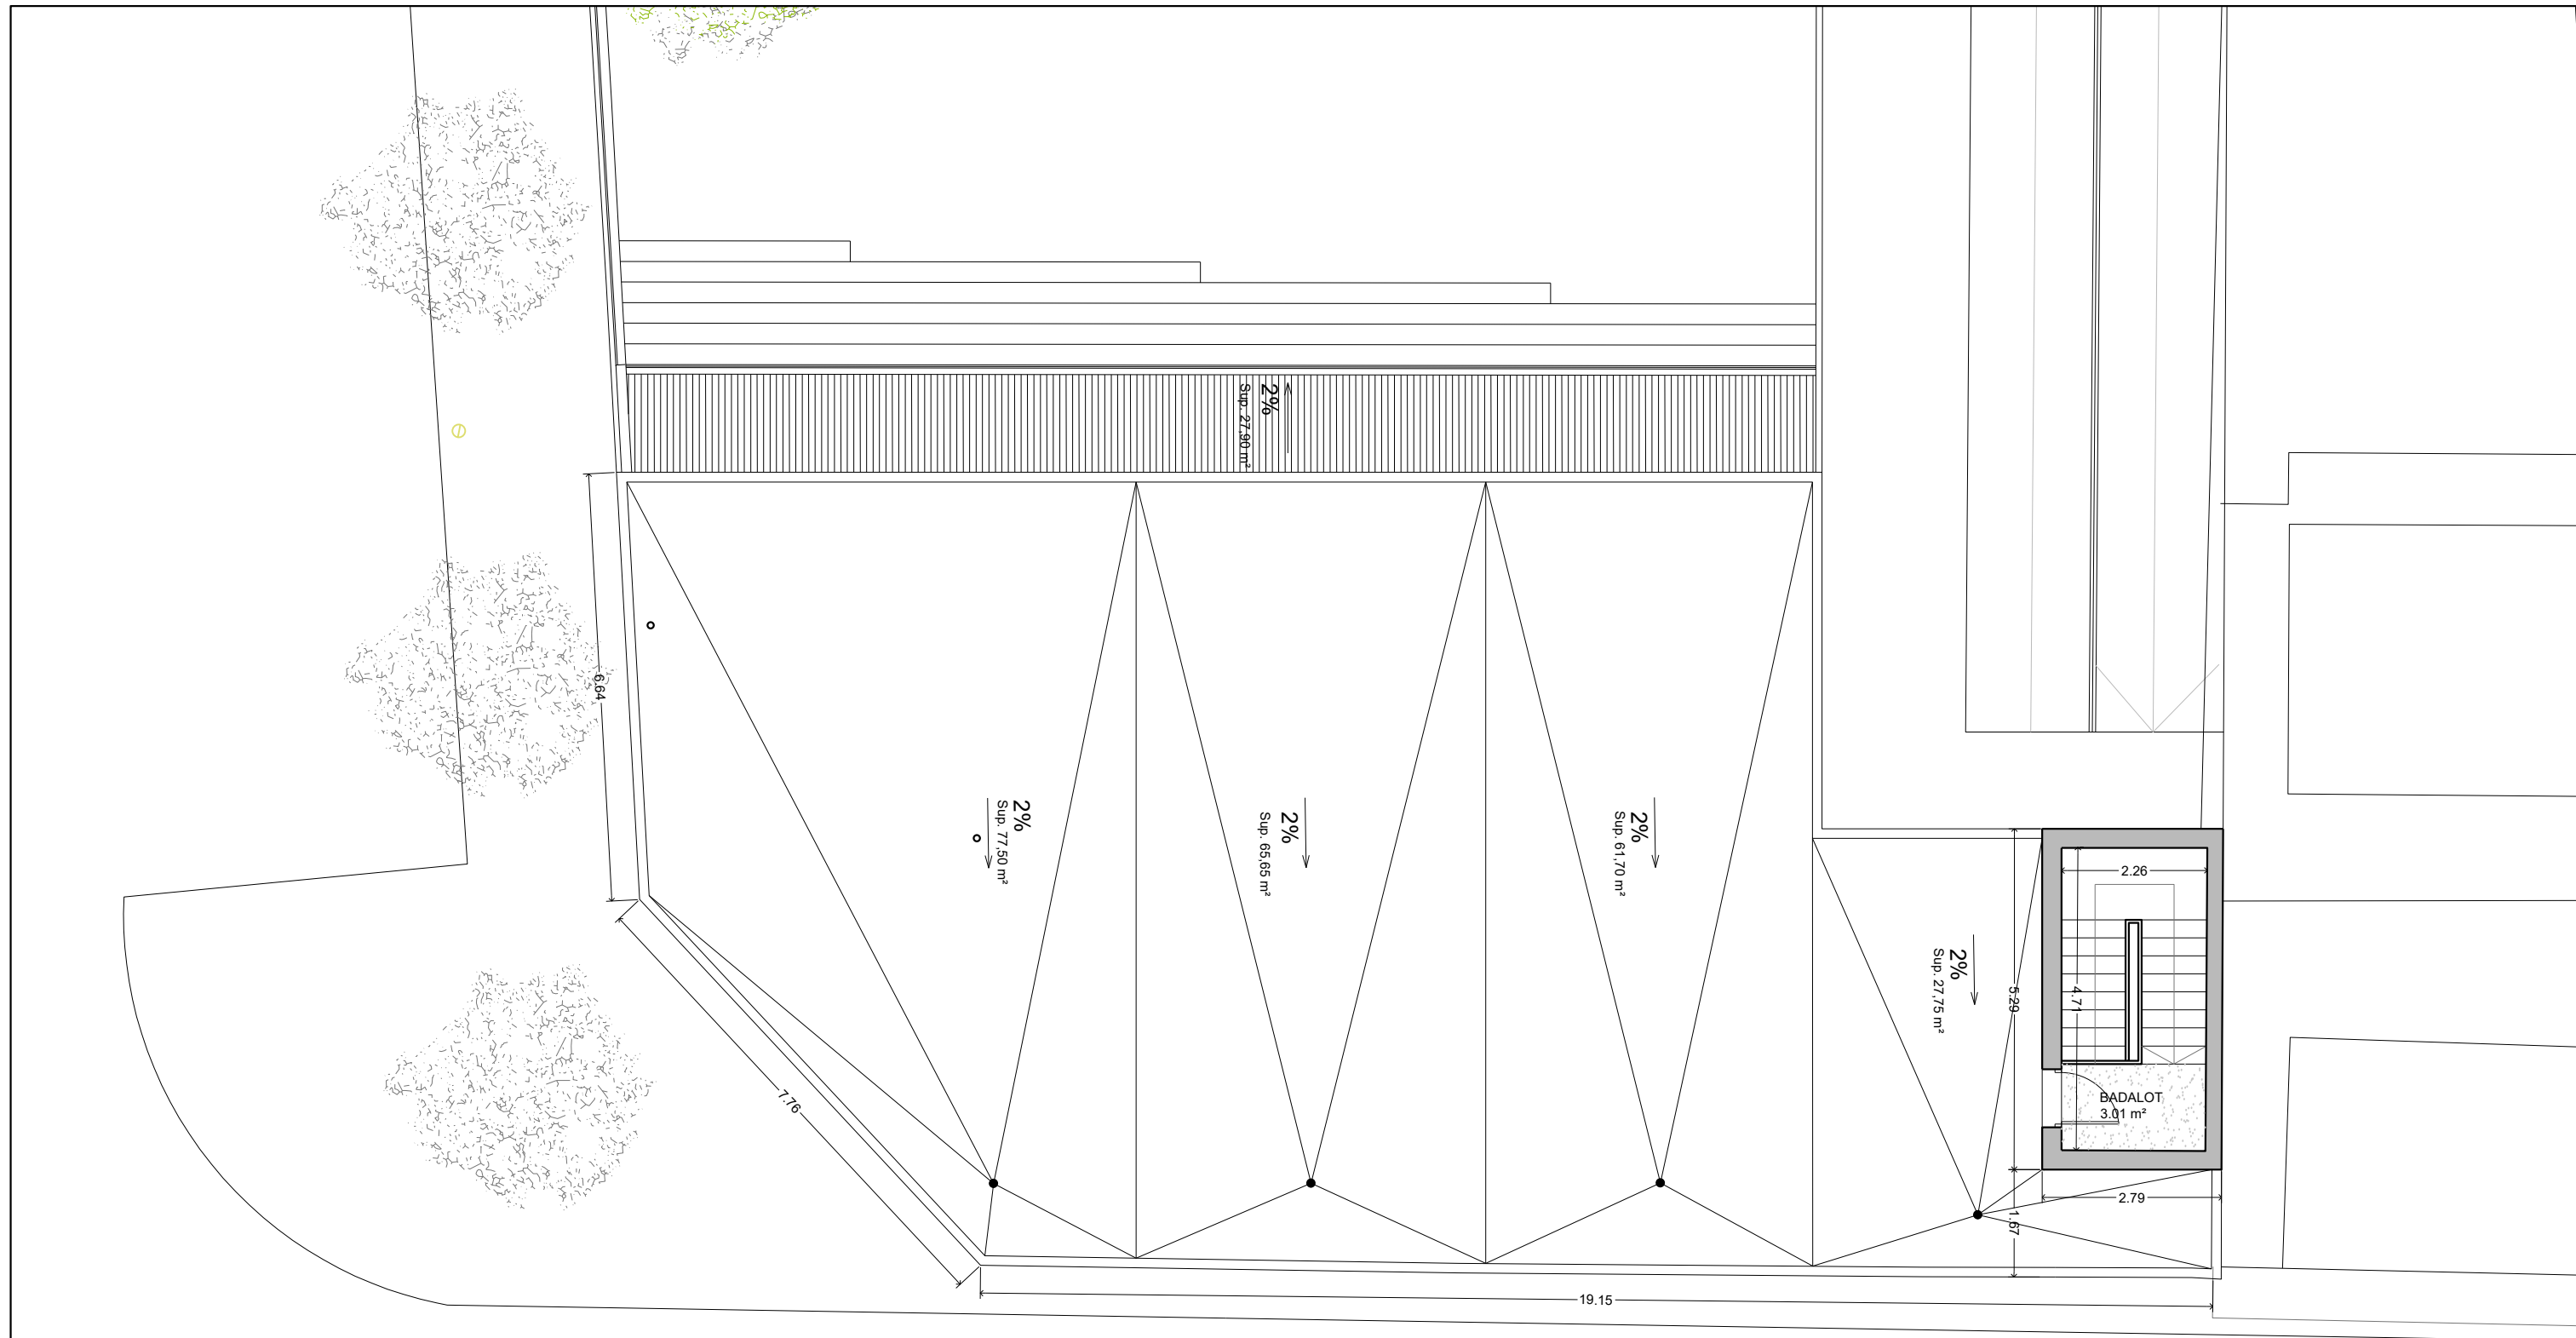 2%
Sup. 27,90 m²
6.64
2%
Sup. 77,50 m²
2%
Sup. 65,65 m²
2%
Sup. 61,70 m²
2%
Sup. 27,75 m²
2.26
5.29
4.71
BADALOT
3.01 m²
7.76
2.79
1.67
19.15